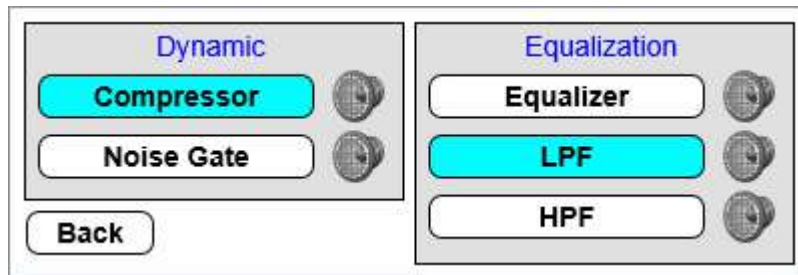 Dynamic
Compressor
Noise Gate
Back
Equalization
Equalizer
LPF
HPF